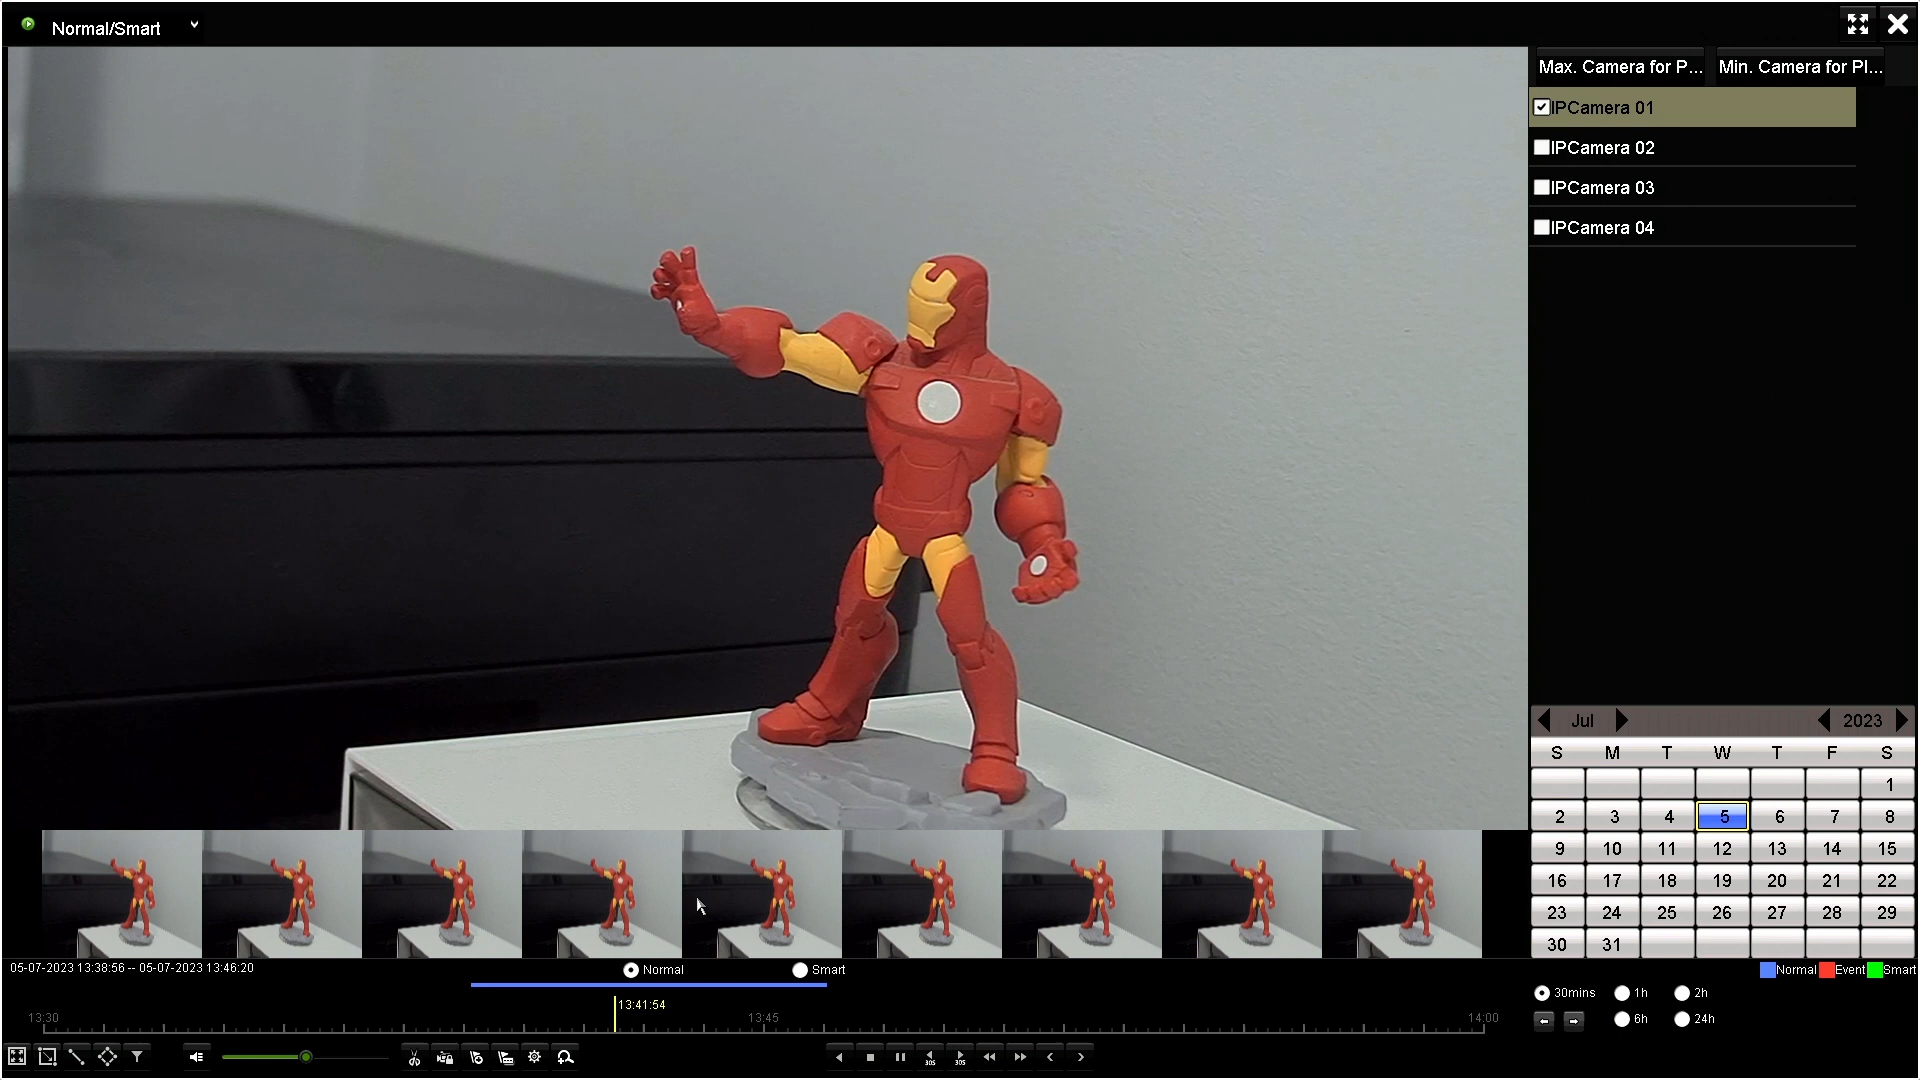 Normal/Smart
Max. Camera for P... Min. Camera for Pl...
IPCamera 01
IPCamera 02
IPCamera 03
IPCamera 04
Jul 2023
S M T W T F S
1
2 3 4 5 6 7 8
9 10 11 12 13 14 15
16 17 18 19 20 21 22
23 24 25 26 27 28 29
30 31
Normal Event Smart
05-07-2023 13:38:56 -- 05-07-2023 13:46:20
Normal Smart
13:41:54
13:30 13:45 14:00
30mins 1h 2h
6h 24h
30S 30S